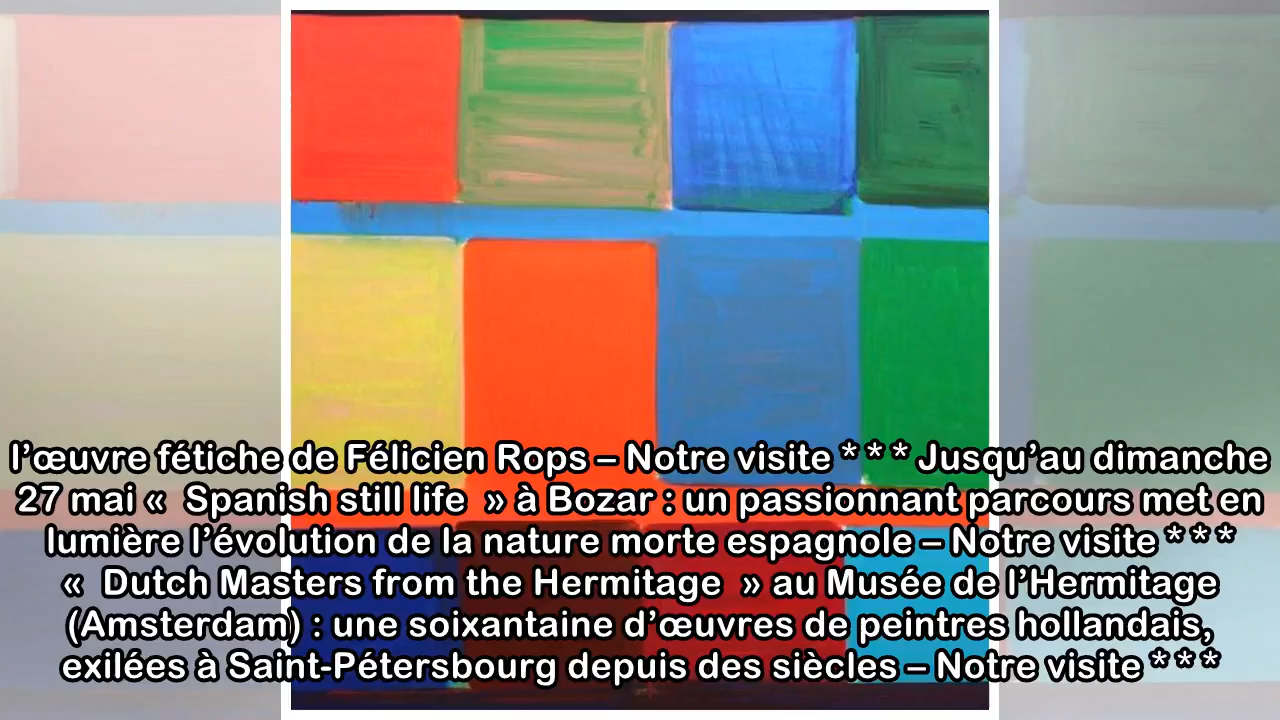 l’œuvre fétiche de Félicien Rops – Notre visite * * * Jusqu’au dimanche
27 mai «  Spanish still life  » à Bozar : un passionnant parcours met en
lumière l’évolution de la nature morte espagnole – Notre visite * * *
«  Dutch Masters from the Hermitage  » au Musée de l’Hermitage
(Amsterdam) : une soixantaine d’œuvres de peintres hollandais,
exilées à Saint-Pétersbourg depuis des siècles – Notre visite * * *